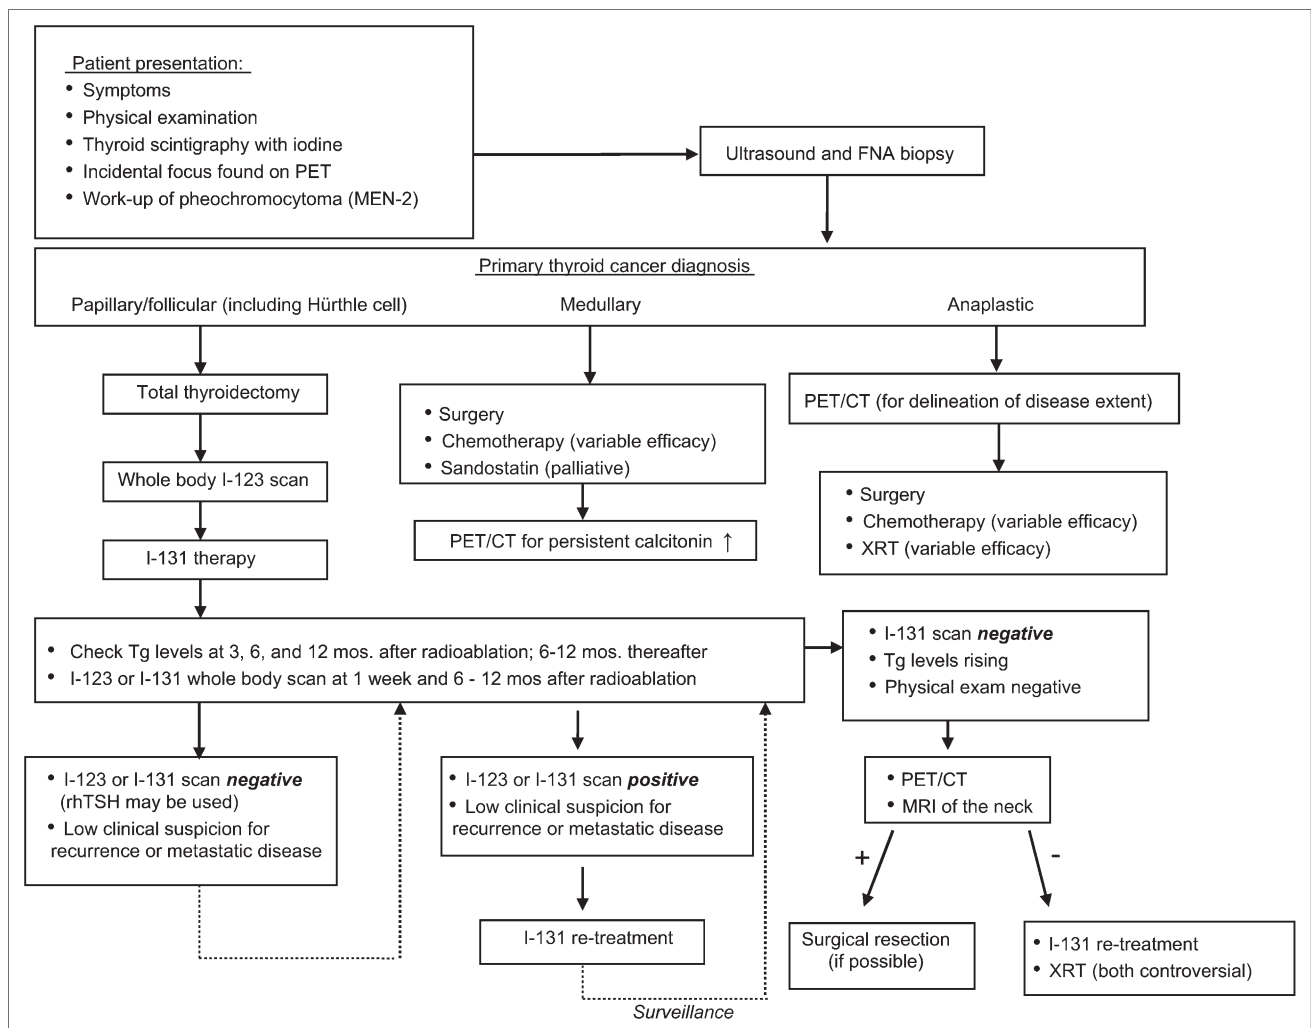 Patient presentation:
• Symptoms
• Physical examination
• Thyroid scintigraphy with iodine
• Incidental focus found on PET
• Work-up of pheochromocytoma (MEN-2)
Ultrasound and FNA biopsy
Primary thyroid cancer diagnosis
Papillary/follicular (including Hürthle cell)
Medullary
Anaplastic
Total thyroidectomy
Whole body I-123 scan
I-131 therapy
• Surgery
• Chemotherapy (variable efficacy)
• Sandostatin (palliative)
PET/CT for persistent calcitonin ↑
PET/CT (for delineation of disease extent)
• Surgery
• Chemotherapy (variable efficacy)
• XRT (variable efficacy)
• Check Tg levels at 3, 6, and 12 mos. after radioablation; 6-12 mos. thereafter
• I-123 or I-131 whole body scan at 1 week and 6 - 12 mos after radioablation
• I-131 scan negative
• Tg levels rising
• Physical exam negative
• I-123 or I-131 scan negative
(rhTSH may be used)
• Low clinical suspicion for
recurrence or metastatic disease
• I-123 or I-131 scan positive
• Low clinical suspicion for
recurrence or metastatic disease
• PET/CT
• MRI of the neck
+
-
I-131 re-treatment
Surgical resection
(if possible)
• I-131 re-treatment
• XRT (both controversial)
Surveillance